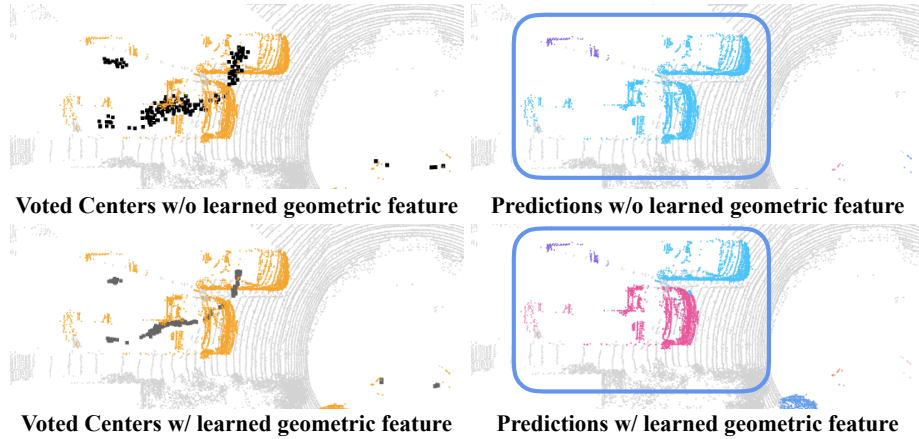 Voted Centers w/o learned geometric feature
Predictions w/o learned geometric feature
Voted Centers w/ learned geometric feature
Predictions w/ learned geometric feature